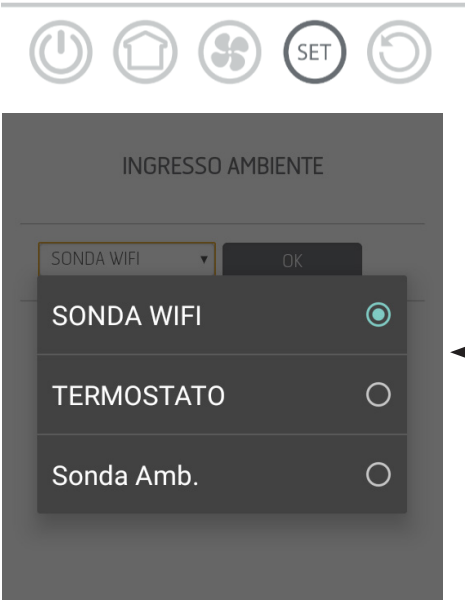 SET
INGRESSO AMBIENTE
SONDA WIFI
OK
SONDA WIFI
TERMOSTATO
Sonda Amb.